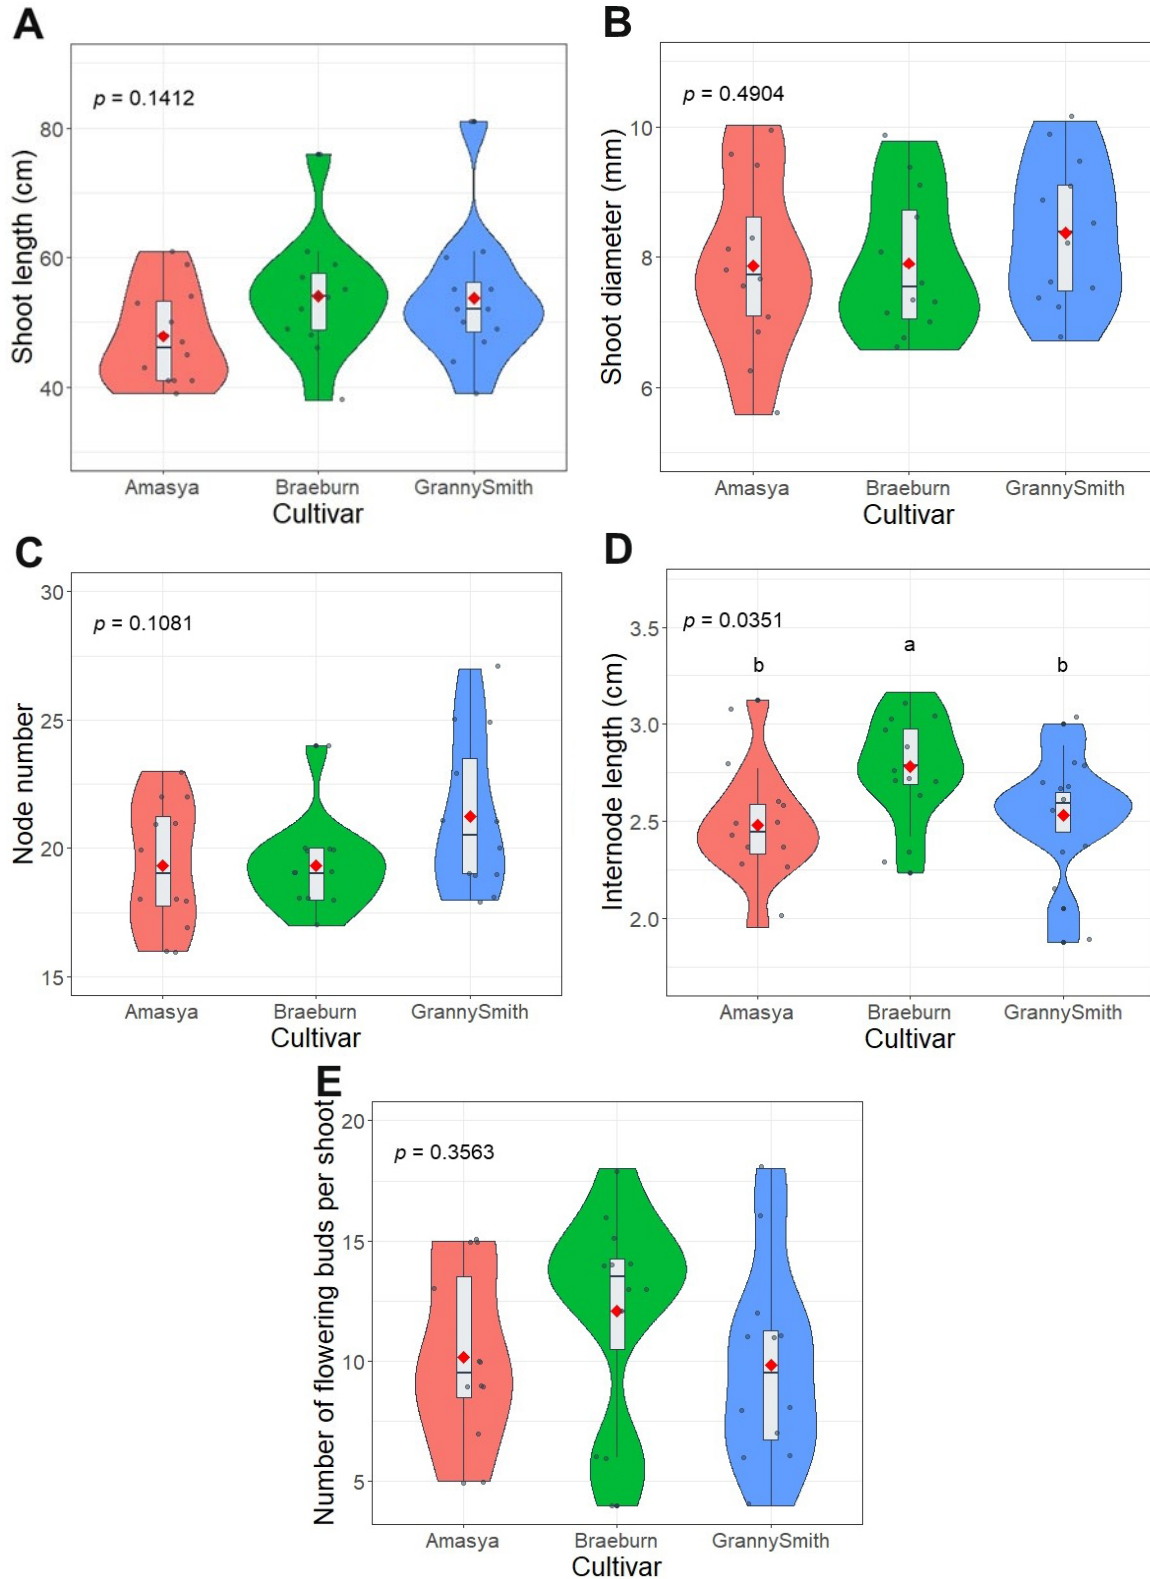 A
p = 0.1412
Shoot length (cm)
80
60
40
Amasya Braeburn GrannySmith
Cultivar
B
p = 0.4904
Shoot diameter (mm)
10
8
6
Amasya Braeburn GrannySmith
Cultivar
C
p = 0.1081
Node number
30
25
20
15
Amasya Braeburn GrannySmith
Cultivar
D
p = 0.0351
Internode length (cm)
3.5
3.0
2.5
2.0
b a b
Amasya Braeburn GrannySmith
Cultivar
E
p = 0.3563
Number of flowering buds per shoot
20
15
10
5
Amasya Braeburn GrannySmith
Cultivar